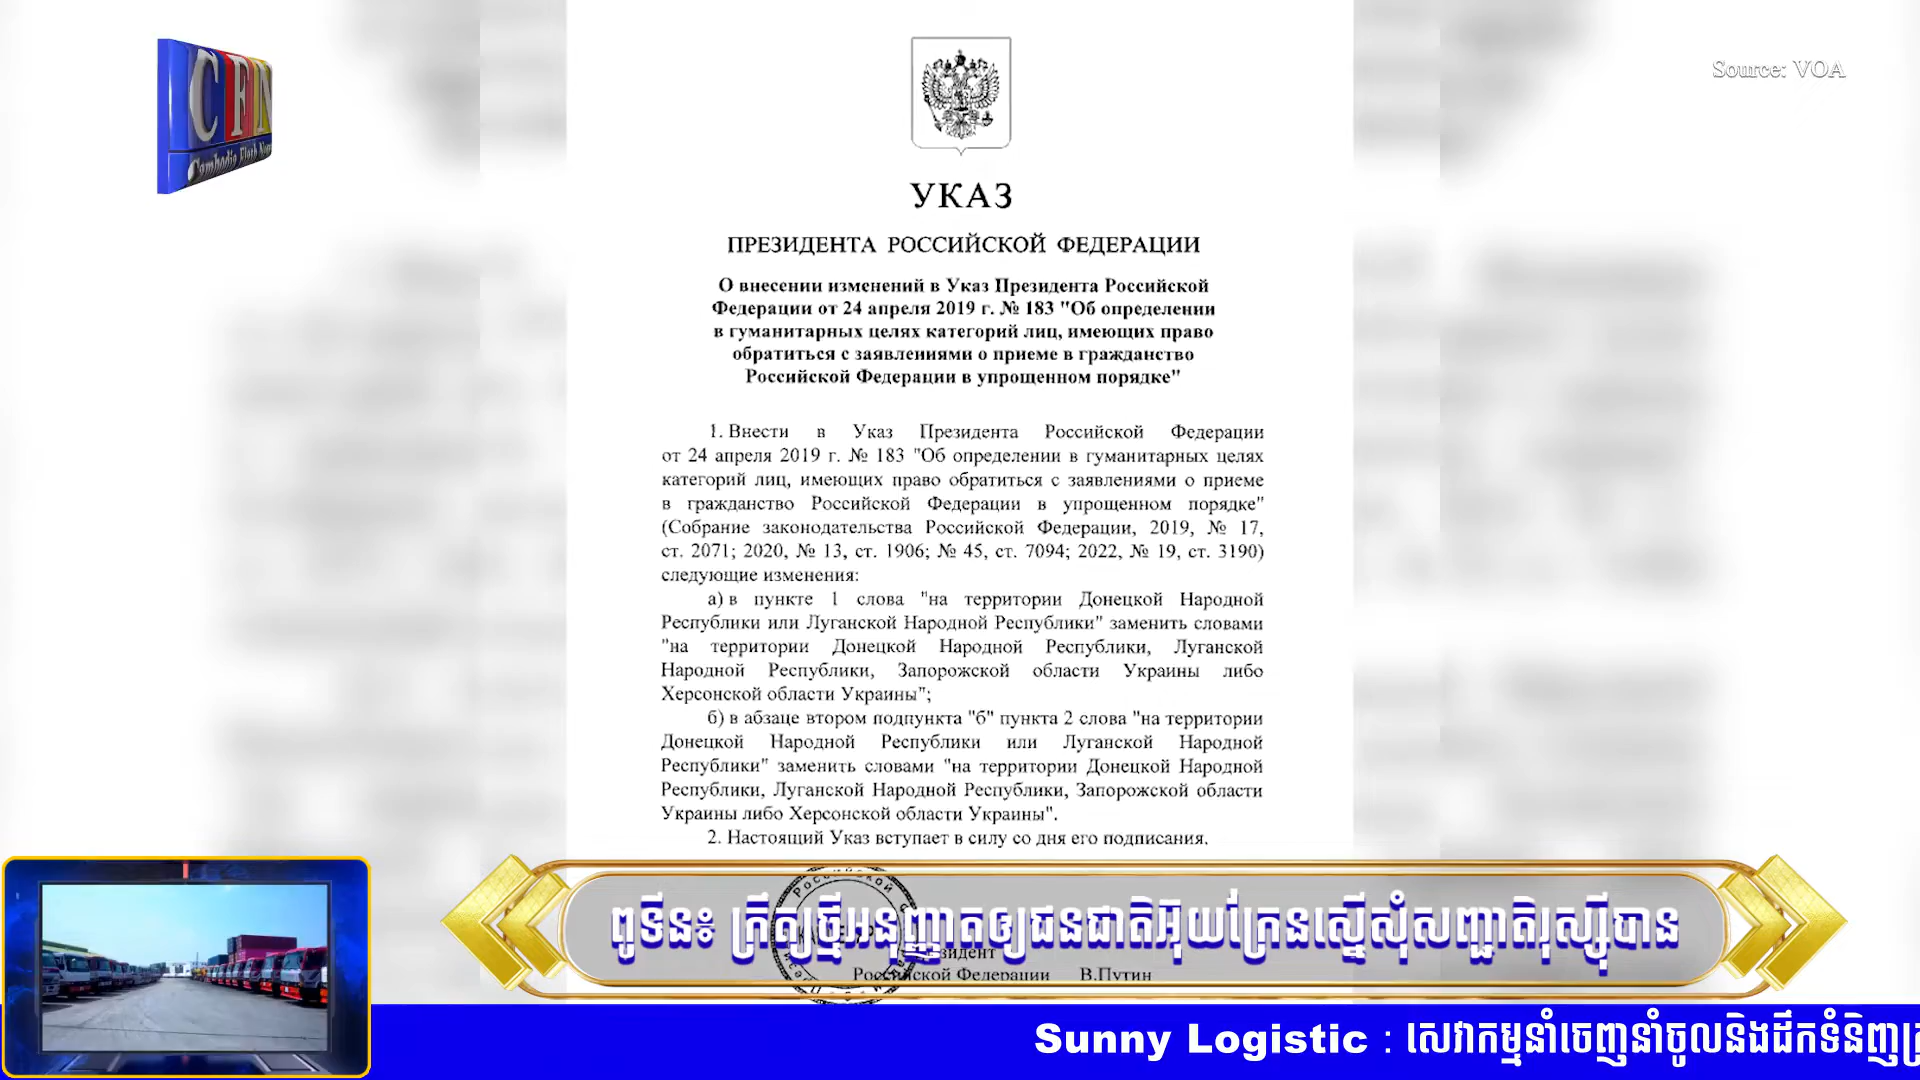 CFN
Cambodia Flash News
Source: VOA
УКАЗ
ПРЕЗИДЕНТА РОССИЙСКОЙ ФЕДЕРАЦИИ
О внесении изменений в Указ Президента Российской
Федерации от 24 апреля 2019 г. № 183 "Об определении
в гуманитарных целях категорий лиц, имеющих право
обратиться с заявлениями о приеме в гражданство
Российской Федерации в упрощенном порядке"
1. Внести в Указ Президента Российской Федерации
от 24 апреля 2019 г. № 183 "Об определении в гуманитарных целях
категорий лиц, имеющих право обратиться с заявлениями о приеме
в гражданство Российской Федерации в упрощенном порядке"
(Собрание законодательства Российской Федерации, 2019, № 17,
ст. 2071; 2020, № 13, ст. 1906; № 45, ст. 7094; 2022, № 19, ст. 3190)
следующие изменения:
а) в пункте 1 слова "на территории Донецкой Народной
Республики или Луганской Народной Республики" заменить словами
"на территории Донецкой Народной Республики, Луганской
Народной Республики, Запорожской области Украины либо
Херсонской области Украины";
б) в абзаце втором подпункта "б" пункта 2 слова "на территории
Донецкой Народной Республики или Луганской Народной
Республики" заменить словами "на территории Донецкой Народной
Республики, Луганской Народной Республики, Запорожской области
Украины либо Херсонской области Украины".
2. Настоящий Указ вступает в силу со дня его подписания.
ពូទីន៖ ក្រឹត្យថ្មីអនុញ្ញាតឲ្យជនជាតិអ៊ុយក្រែនស្នើសុំសញ្ជាតិរុស្ស៊ីបាន
Российской Федерации В.Путин
Sunny Logistic : សេវាកម្មនាំចេញនាំចូលនិងដឹកទំនិញ